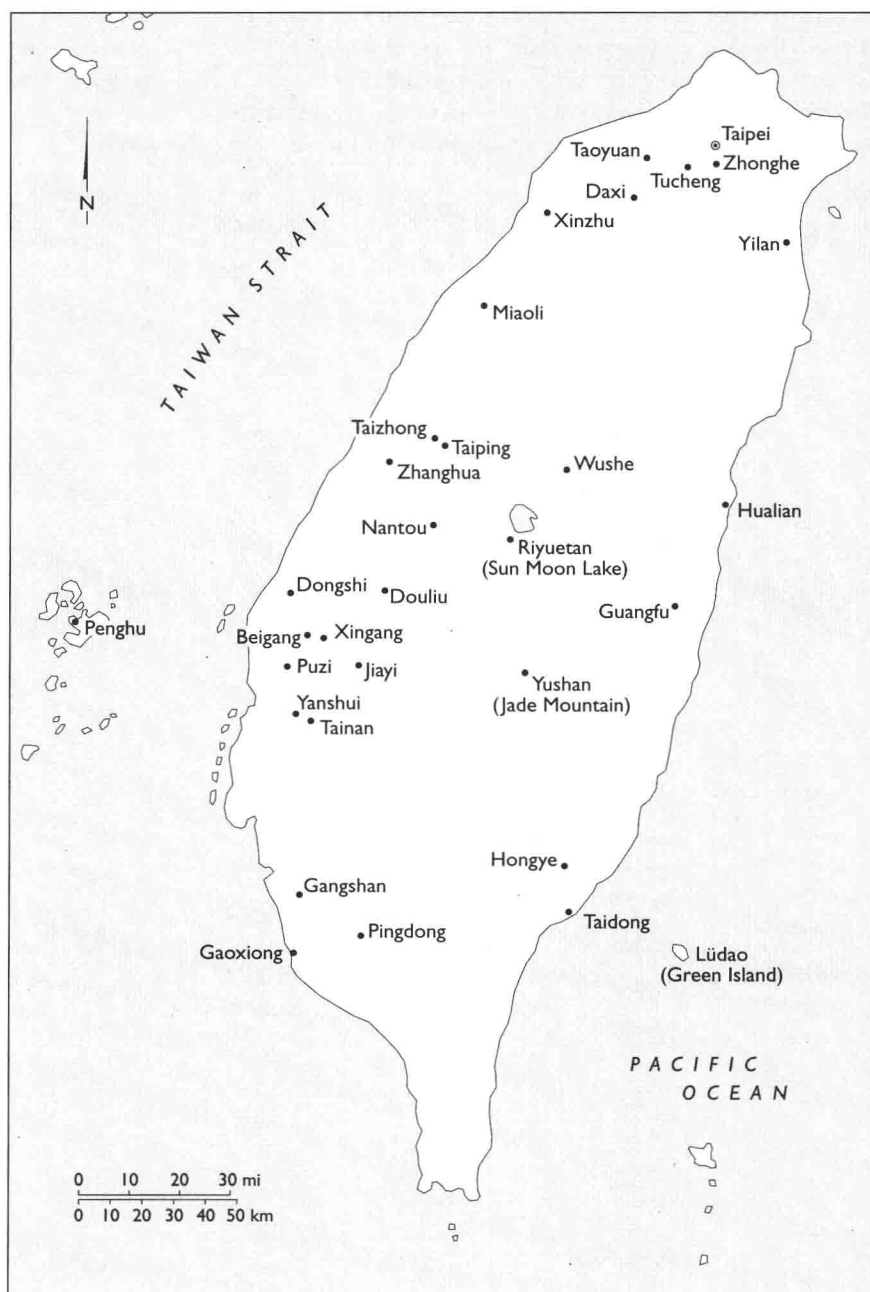 N
TAIWAN STRAIT
Taipei
Taoyuan
Zhonghe
Tucheng
Daxi
Xinzhu
Yilan
Miaoli
Taizhong
Taiping
Zhanghua
Wushe
Hualian
Nantou
Riyuetan
(Sun Moon Lake)
Dongshi
Douliu
Guangfu
Penghu
Beigang
Xingang
Puzi
Jiayi
Yushan
(Jade Mountain)
Yanshui
Tainan
Hongye
Gangshan
Taidong
Pingdong
Gaoxiong
Lüdao
(Green Island)
PACIFIC
OCEAN
0 10 20 30 mi
0 10 20 30 40 50 km